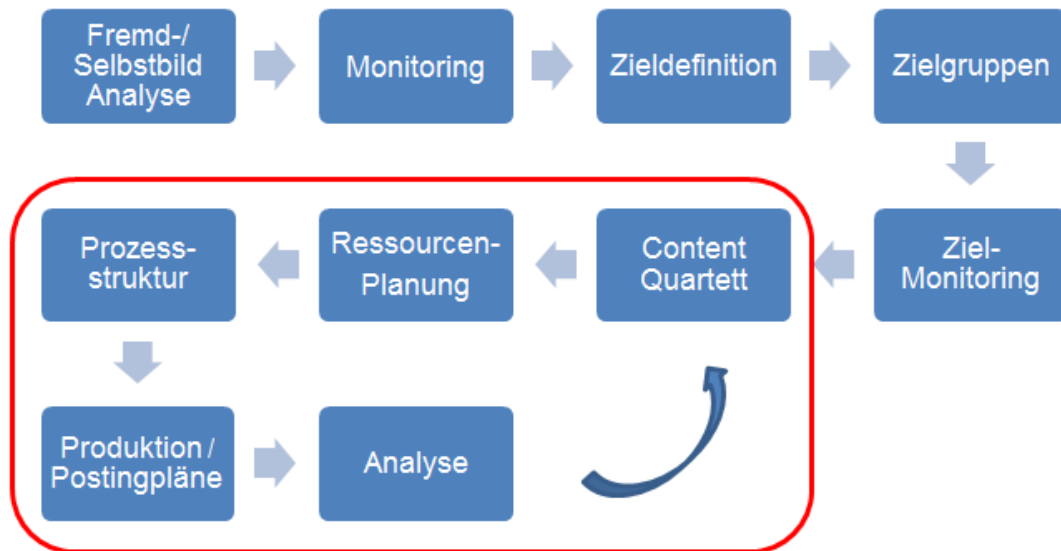 Fremd-/
Selbstbild
Analyse
Monitoring
Zieldefinition
Zielgruppen
Prozess-
struktur
Ressourcen-
Planung
Content
Quartett
Ziel-
Monitoring
Produktion /
Postingpläne
Analyse